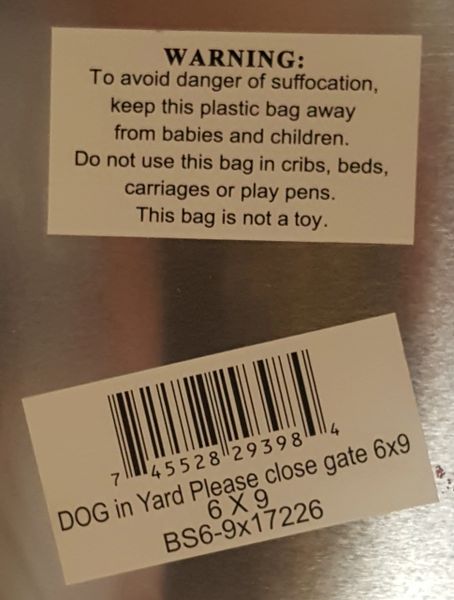 WARNING:
To avoid danger of suffocation,
keep this plastic bag away
from babies and children.
Do not use this bag in cribs, beds,
carriages or play pens.
This bag is not a toy.
7 45528 29398 4
DOG in Yard Please close gate 6x9
6 X 9
BS6-9x17226